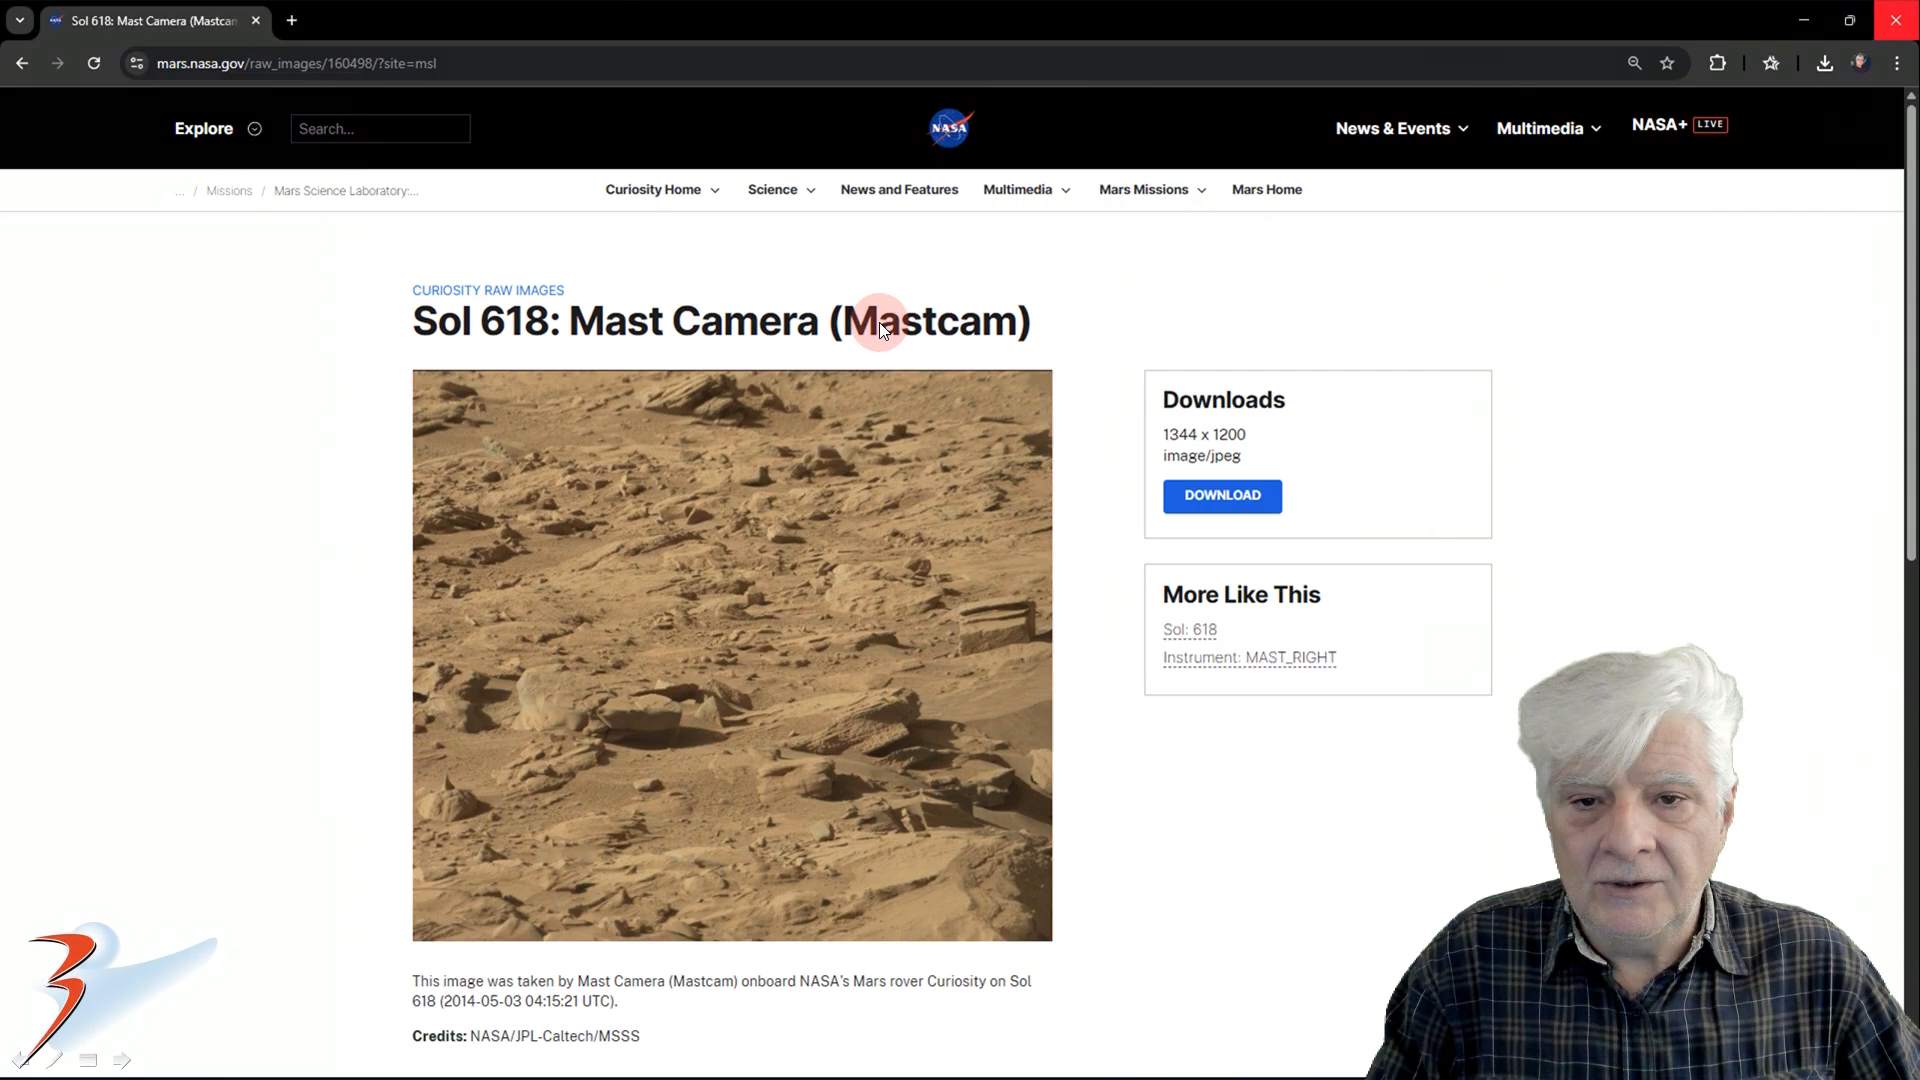 Sol 618: Mast Camera (Mastcam
mars.nasa.gov/raw_images/160498/?site=msl
Explore
Search...
NASA
News & Events
Multimedia
NASA+ LIVE
... / Missions / Mars Science Laboratory:...
Curiosity Home
Science
News and Features
Multimedia
Mars Missions
Mars Home
CURIOSITY RAW IMAGES
Sol 618: Mast Camera (Mastcam)
Downloads
1344 x 1200
image/jpeg
DOWNLOAD
More Like This
Sol: 618
Instrument: MAST_RIGHT
This image was taken by Mast Camera (Mastcam) onboard NASA's Mars rover Curiosity on Sol
618 (2014-05-03 04:15:21 UTC).
Credits: NASA/JPL-Caltech/MSSS